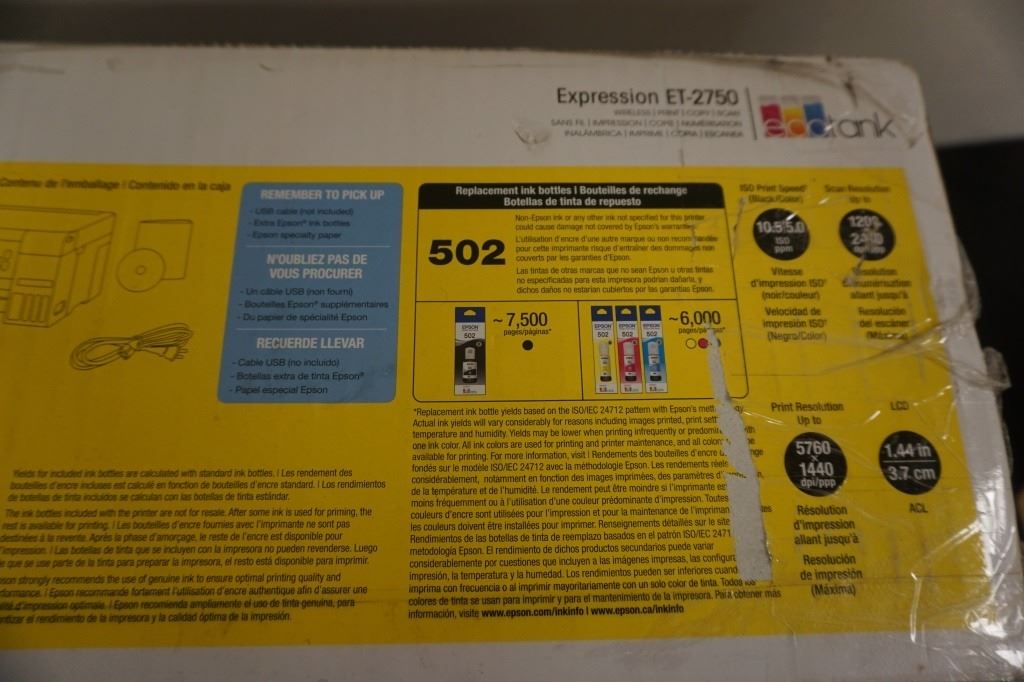 Expression ET-2750
WIRELESS | PRINT | COPY | SCAN
SANS FIL | IMPRESSION | COPIE | NUMÉRISATION
INALÁMBRICA | IMPRIME | COPIA | ESCANEA
ecotank
Contenu de l'emballage | Contenido en la caja
REMEMBER TO PICK UP
- USB cable (not included)
- Extra Epson® ink bottles
- Epson specialty paper
N'OUBLIEZ PAS DE
VOUS PROCURER
- Un câble USB (non fourni)
- Bouteilles Epson® supplémentaires
- Du papier de spécialité Epson
RECUERDE LLEVAR
- Cable USB (no incluido)
- Botellas extra de tinta Epson®
- Papel especial Epson
Replacement ink bottles | Bouteilles de rechange
Botellas de tinta de repuesto
502
Non-Epson ink or any other ink not specified for this printer
could cause damage not covered by Epson's warranties.
L'utilisation d'encre d'une autre marque ou non recommandée
pour cette imprimante risque d'entraîner des dommages non
couverts par les garanties d'Epson.
Las tintas de otras marcas que no sean Epson u otras tintas
no especificadas para esta impresora podrían dañarla, y
dichos daños no estarían cubiertos por las garantías Epson.
EPSON
502
~7,500
pages/páginas*
EPSON EPSON EPSON
502 502 502
~6,000
pages/páginas*
ISO Print Speed†
(Black/Color)
10.5/5.0
ISO
ppm
Vitesse
d'impression ISO†
(noir/couleur)
Velocidad de
impresión ISO†
(Negro/Color)
Scan Resolution
Up to
1200
Résolution
allant jusqu'à
Resolución
del escáner
(Máxima)
*Replacement ink bottle yields based on the ISO/IEC 24712 pattern with Epson's
Actual ink yields will vary considerably for reasons including images printed, print
temperature and humidity. Yields may be lower when printing infrequently or
one ink color. All ink colors are used for printing and printer maintenance, and all
available for printing. For more information, visit | Rendements des bouteilles d'encre
fondés sur le modèle ISO/IEC 24712 avec la méthodologie Epson. Les rendements réels
considérablement, notamment en fonction des images imprimées, des paramètres
de la température et de l'humidité. Le rendement peut être moindre si l'imprimante
moins fréquemment ou à l'utilisation d'une couleur prédominante d'impression. Toutes
couleurs d'encre sont utilisées pour l'impression et pour la maintenance de
les couleurs doivent être installées pour imprimer. Renseignements détaillés sur le site
Rendimientos de las botellas de tinta de reemplazo basados en el patrón ISO/IEC 2471
metodología Epson. El rendimiento de dichos productos secundarios puede variar
considerablemente por cuestiones que incluyen a las imágenes impresas, las
impresión, la temperatura y la humedad. Los rendimientos pueden ser inferiores
imprima con frecuencia o al imprimir mayoritariamente con un solo color de tinta. Todos los
colores de tinta se usan para imprimir y para el mantenimiento de la impresora. Para obtener más
información, visite www.epson.com/inkinfo | www.epson.ca/inkinfo
Print Resolution
Up to
5760
x
1440
dpi/ppp
Résolution
d'impression
allant jusqu'à
Resolución
de impresión
(Máxima)
LCD
1.44 in
3.7 cm
ACL
Yields for included ink bottles are calculated with standard ink bottles. | Les rendement des
bouteilles d'encre incluses est calculé en fonction de bouteilles d'encre standard. | Los rendimientos
de botellas de tinta incluidos se calculan con las botellas de tinta estándar.
The ink bottles included with the printer are not for resale. After some ink is used for priming, the
rest is available for printing. | Les bouteilles d'encre fournies avec l'imprimante ne sont pas
destinées à la revente. Après la phase d'amorçage, le reste de l'encre est disponible pour
l'impression. | Las botellas de tinta que se incluyen con la impresora no pueden revenderse. Luego
de que se use parte de la tinta para preparar la impresora, el resto está disponible para imprimir.
strongly recommends the use of genuine ink to ensure optimal printing quality and
| Epson recommande fortement l'utilisation d'encre authentique afin d'assurer une
d'impression optimale. | Epson recomienda ampliamente el uso de tinta genuina, para
el rendimiento de la impresora y la calidad óptima de la impresión.